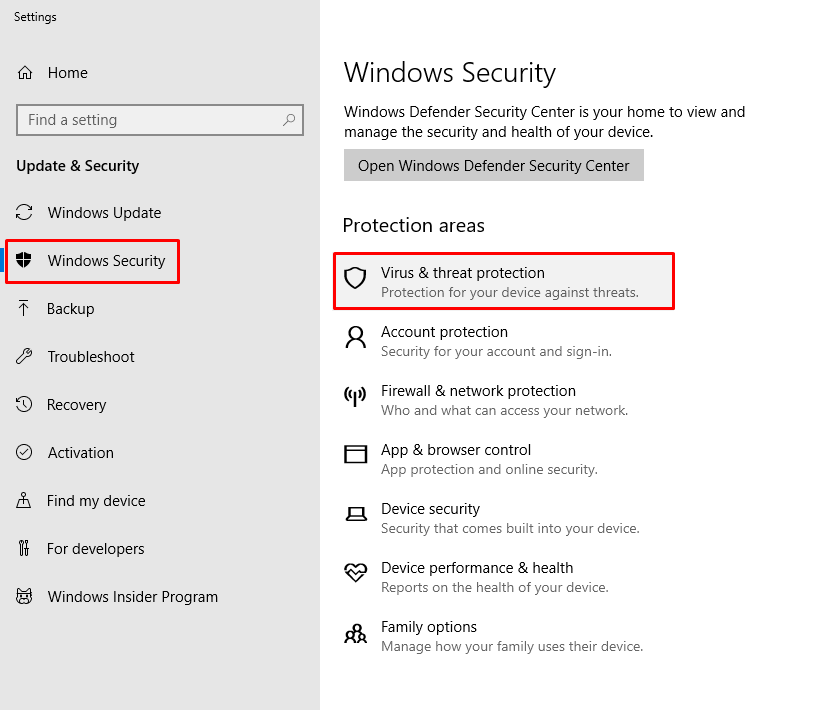 Settings
Home
Find a setting
Update & Security
Windows Update
Windows Security
Backup
Troubleshoot
Recovery
Activation
Find my device
For developers
Windows Insider Program
Windows Security
Windows Defender Security Center is your home to view and
manage the security and health of your device.
Open Windows Defender Security Center
Protection areas
Virus & threat protection
Protection for your device against threats.
Account protection
Security for your account and sign-in.
Firewall & network protection
Who and what can access your network.
App & browser control
App protection and online security.
Device security
Security that comes built into your device.
Device performance & health
Reports on the health of your device.
Family options
Manage how your family uses their device.